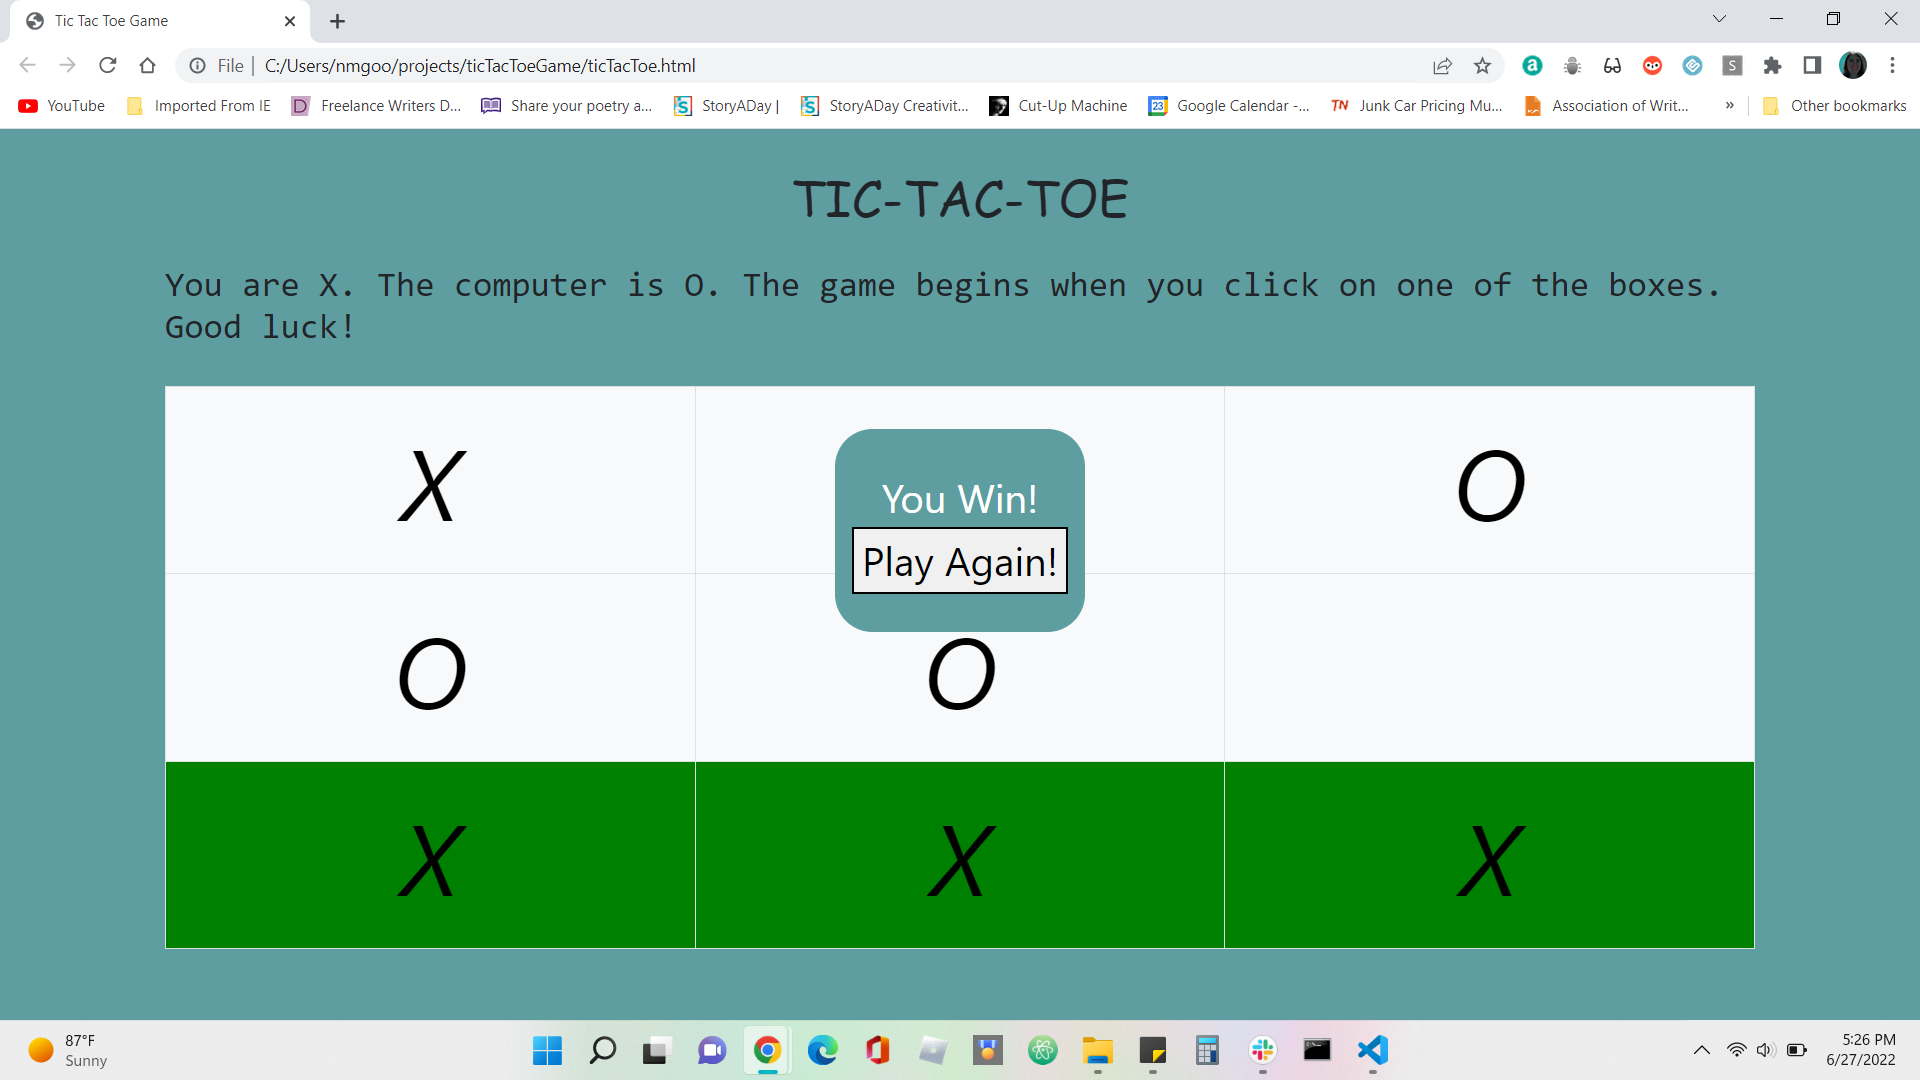 Tic Tac Toe Game
File | C:/Users/nmgoo/projects/ticTacToeGame/ticTacToe.html
YouTube Imported From IE Freelance Writers D... Share your poetry a... StoryADay | StoryADay Creativit... Cut-Up Machine 23 Google Calendar -... TN Junk Car Pricing Mu... Association of Writ... » Other bookmarks
TIC-TAC-TOE
You are X. The computer is O. The game begins when you click on one of the boxes.
Good luck!
X O
You Win!
Play Again!
O O
X X X
87°F
Sunny
5:26 PM
6/27/2022